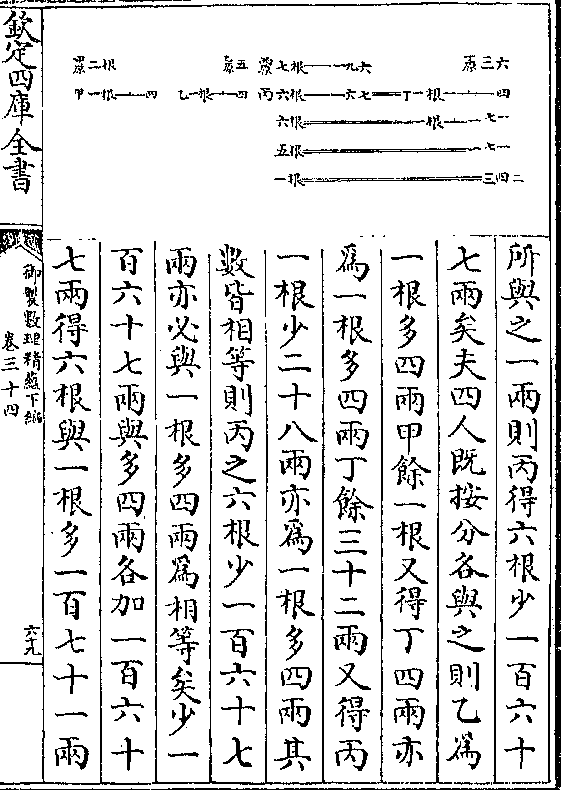 原二根 原五 原七根 一九六 原三六
甲一根 四 乙一根 四 丙六根 一六七 丁一根 四
六根 一根 一七一
五根 一七一
一根 三四二
所與之一兩則丙得六根少一百六十
七兩矣夫四人既按分各與之則乙爲
一根多四兩甲餘一根又得丁四兩亦
爲一根多四兩丁餘三十二兩又得丙
一根少二十八兩亦爲一根多四兩其
數皆相等則丙之六根少一百六十七
兩亦必與一根多四兩爲相等矣少一
百六十七兩與多四兩各加一百六十
七兩得六根與一根多一百七十一兩
欽定四庫全書
御製數理精蘊下編
卷三十四
六十九